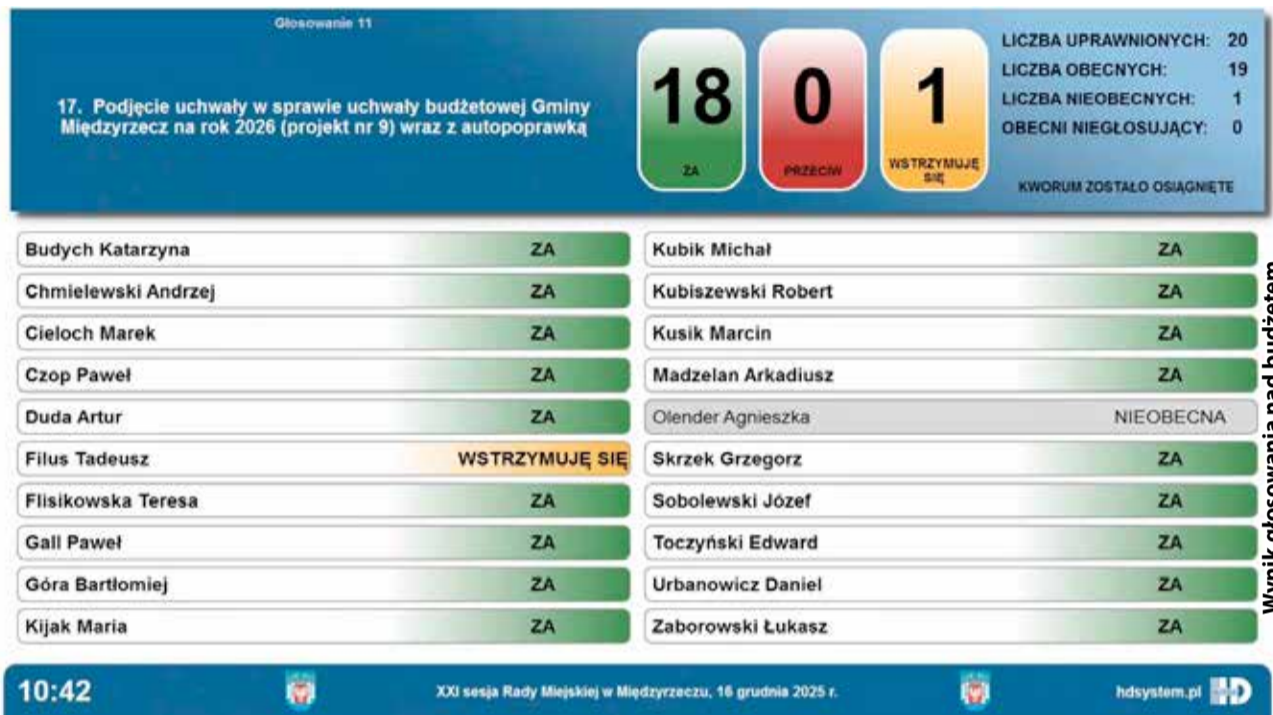 Głosowanie 11
17. Podjęcie uchwały w sprawie uchwały budżetowej Gminy
Międzyrzecz na rok 2026 (projekt nr 9) wraz z autopoprawką
18
ZA
0
PRZECIW
1
WSTRZYMUJĘ
SIĘ
LICZBA UPRAWNIONYCH: 20
LICZBA OBECNYCH: 19
LICZBA NIEOBECNYCH: 1
OBECNI NIEGŁOSUJĄCY: 0
KWORUM ZOSTAŁO OSIĄGNIĘTE
Budych Katarzyna ZA
Chmielewski Andrzej ZA
Cieloch Marek ZA
Czop Paweł ZA
Duda Artur ZA
Filus Tadeusz WSTRZYMUJĘ SIĘ
Flisikowska Teresa ZA
Gall Paweł ZA
Góra Bartłomiej ZA
Kijak Maria ZA
Kubik Michał ZA
Kubiszewski Robert ZA
Kusik Marcin ZA
Madzelan Arkadiusz ZA
Olender Agnieszka NIEOBECNA
Skrzek Grzegorz ZA
Sobolewski Józef ZA
Toczyński Edward ZA
Urbanowicz Daniel ZA
Zaborowski Łukasz ZA
Wynik głosowania nad budżetem
10:42
XXI sesja Rady Miejskiej w Międzyrzeczu, 16 grudnia 2025 r.
hdsystem.pl HD